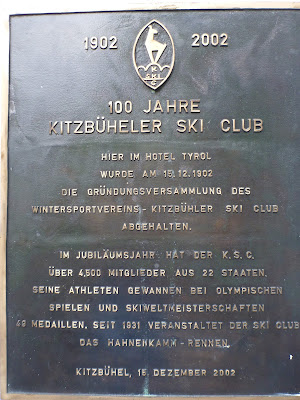 1902 2002
K
SKI
C
100 JAHRE
KITZBÜHELER SKI CLUB
HIER IM HOTEL TYROL
WURDE AM 15.12.1902
DIE GRÜNDUNGSVERSAMMLUNG DES
WINTERSPORTVEREINS - KITZBÜHLER SKI CLUB
ABGEHALTEN.
IM JUBILÄUMSJAHR HAT DER K.S.C.
ÜBER 4,500 MITGLIEDER AUS 22 STAATEN,
SEINE ATHLETEN GEWANNEN BEI OLYMPISCHEN
SPIELEN UND SKIWELTMEISTERSCHAFTEN
49 MEDAILLEN, SEIT 1931 VERANSTALTET DER SKI CLUB
DAS HAHNENKAMM - RENNEN.
KITZBÜHEL, 15. DEZEMBER 2002